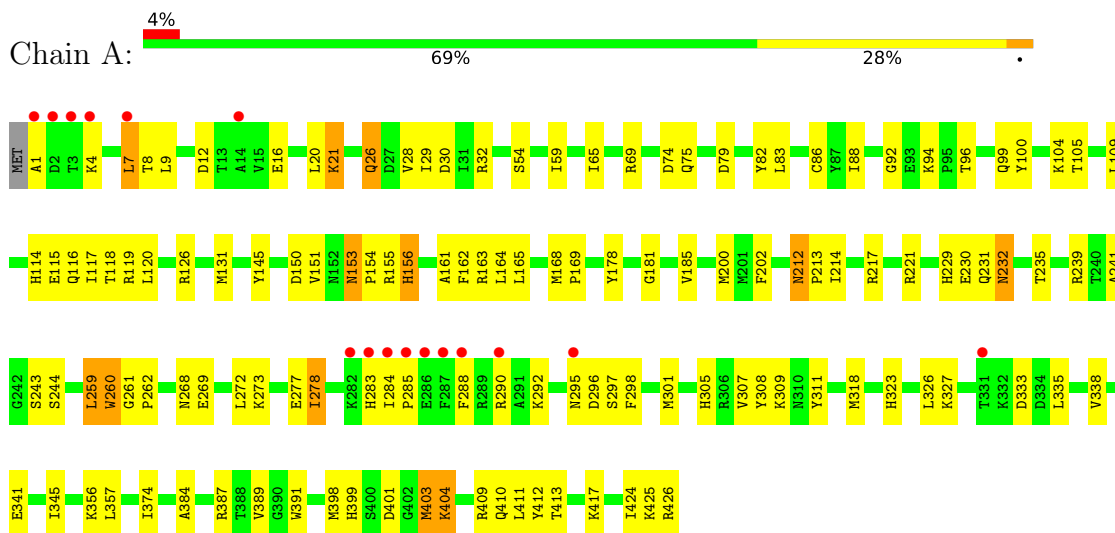 4%
Chain A:
69% 28% •
MET A1 D2 T3 K4 L7 T8 L9 D12 T13 A14 V15 E16 L20 K21 Q26 D27 V28 I29 D30 I31 R32 S54 I59 I65 R69 D74 Q75 D79 Y82 L83 C86 Y87 I88 G92 E93 K94 P95 T96 Q99 Y100 K104 T105 L109
H114 E115 Q116 I117 T118 R119 L120 R126 M131 Y145 D150 V151 N152 N153 P154 R155 H156 A161 F162 R163 L164 L165 M168 P169 Y178 G181 V185 M200 M201 F202 N212 P213 I214 R217 R221 H229 E230 Q231 N232 T235 R239 T240 A241
G242 S243 S244 L259 W260 G261 P262 N268 E269 L272 K273 E277 I278 K282 H283 I284 P285 E286 F287 F288 R289 R290 A291 K292 N295 D296 S297 F298 M301 H305 R306 V307 Y308 K309 N310 Y311 M318 H323 L326 K327 T331 K332 D333 D334 L335 V338
E341 I345 K356 L357 I374 A384 R387 T388 V389 G390 W391 M398 H399 S400 D401 G402 M403 K404 R409 Q410 L411 Y412 T413 K417 I424 K425 R426